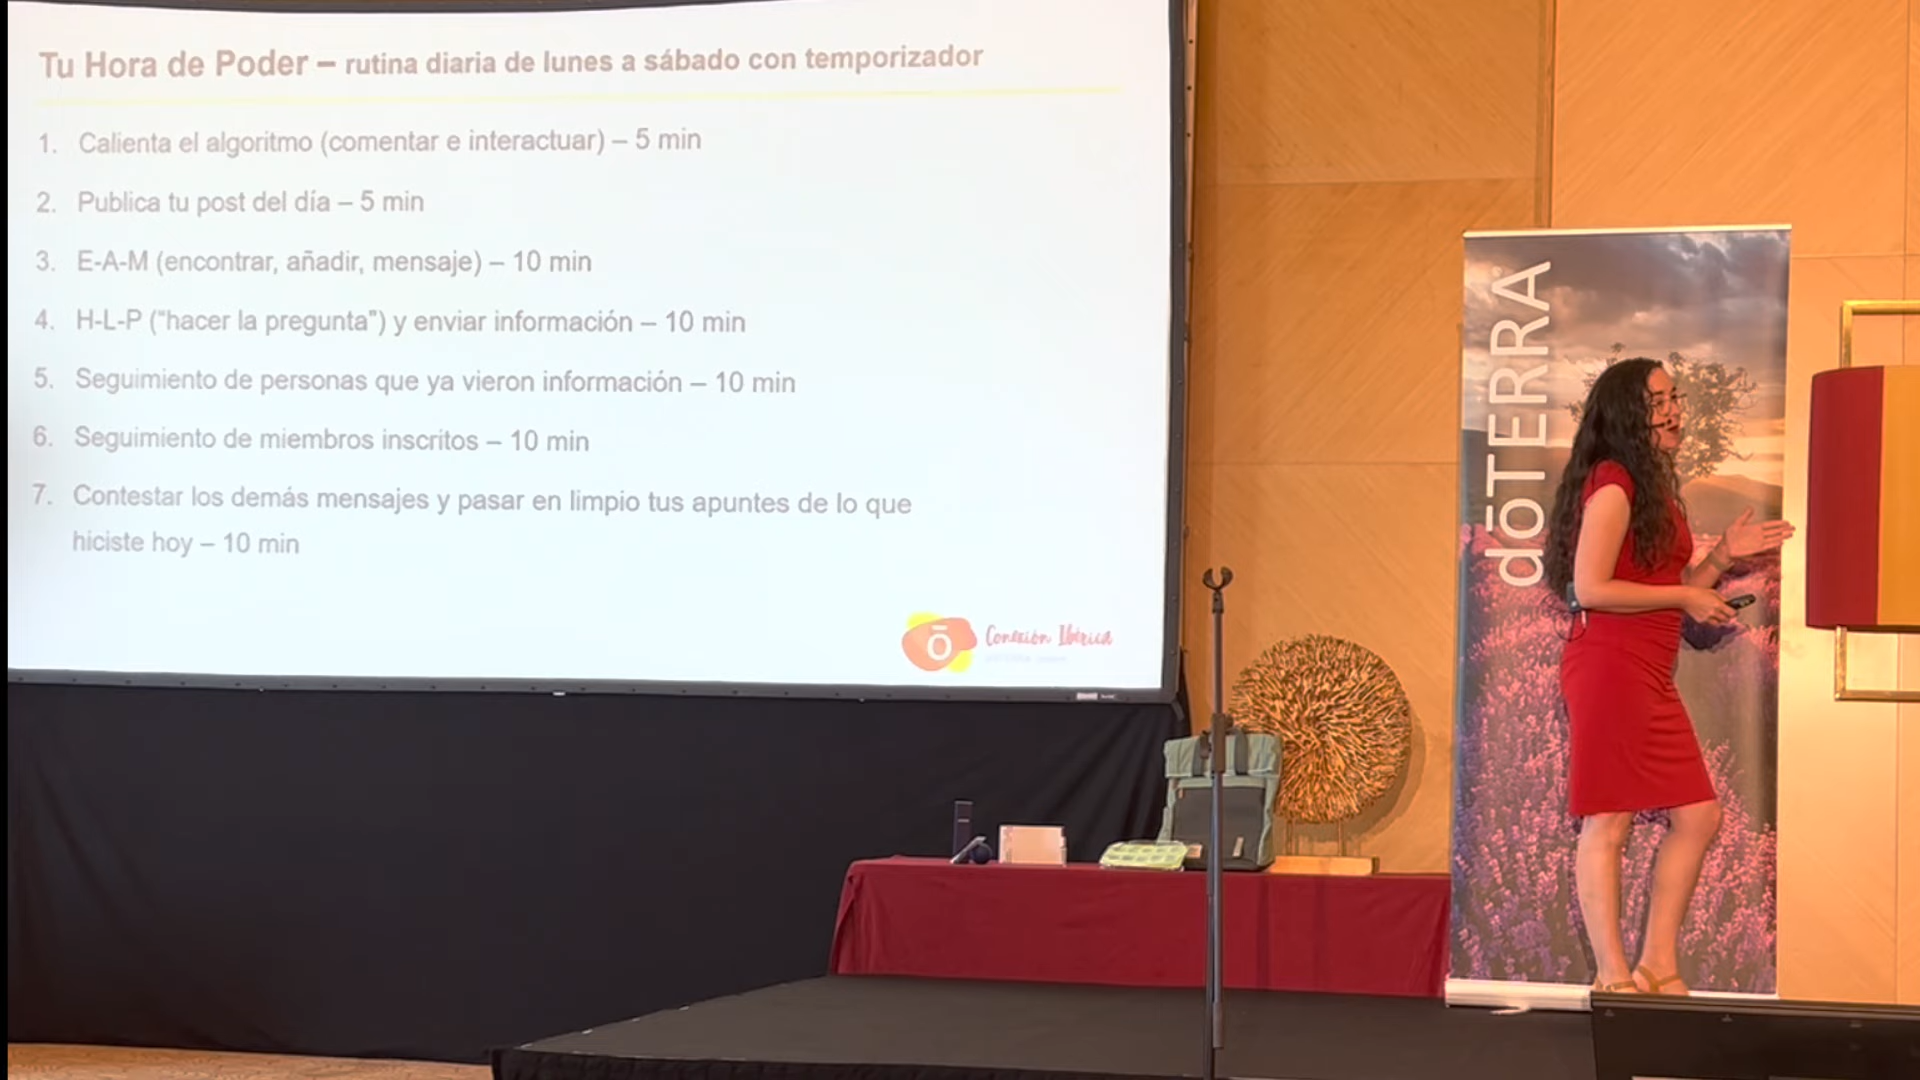 Tu Hora de Poder – rutina diaria de lunes a sábado con temporizador
1. Calienta el algoritmo (comentar e interactuar) – 5 min
2. Publica tu post del día – 5 min
3. E-A-M (encontrar, añadir, mensaje) – 10 min
4. H-L-P (“hacer la pregunta”) y enviar información – 10 min
5. Seguimiento de personas que ya vieron información – 10 min
6. Seguimiento de miembros inscritos – 10 min
7. Contestar los demás mensajes y pasar en limpio tus apuntes de lo que
hiciste hoy – 10 min
ō Conexión Ibérica
dōTERRA